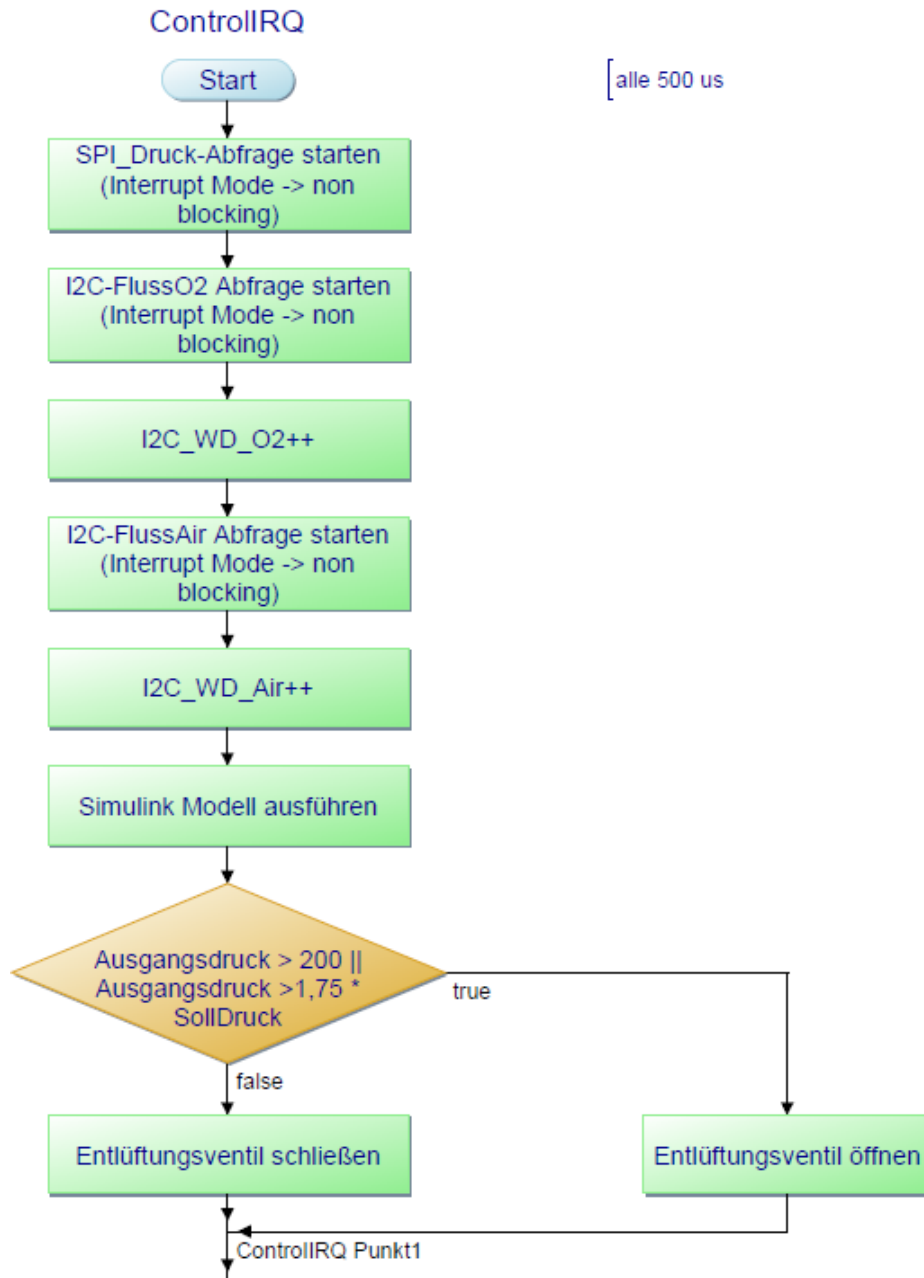 ControlIRQ
Start
alle 500 us
SPI_Druck-Abfrage starten
(Interrupt Mode -> non
blocking)
I2C-FlussO2 Abfrage starten
(Interrupt Mode -> non
blocking)
I2C_WD_O2++
I2C-FlussAir Abfrage starten
(Interrupt Mode -> non
blocking)
I2C_WD_Air++
Simulink Modell ausführen
Ausgangsdruck > 200 ||
Ausgangsdruck >1,75 *
SollDruck
true
false
Entlüftungsventil schließen
Entlüftungsventil öffnen
ControlIRQ Punkt1